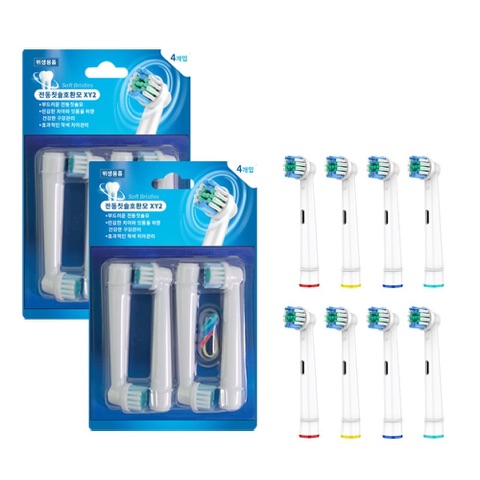 4개입
위생용품
Soft Bristles
전동칫솔호환모 XY2
•부드러운 전동칫솔모
•민감한 치아와 잇몸을 위한
건강한 구강관리
•효과적인 착색 치아관리
4개입
위생용품
Soft Bristles
전동칫솔호환모 XY2
•부드러운 전동칫솔모
•민감한 치아와 잇몸을 위한
건강한 구강관리
•효과적인 착색 치아관리